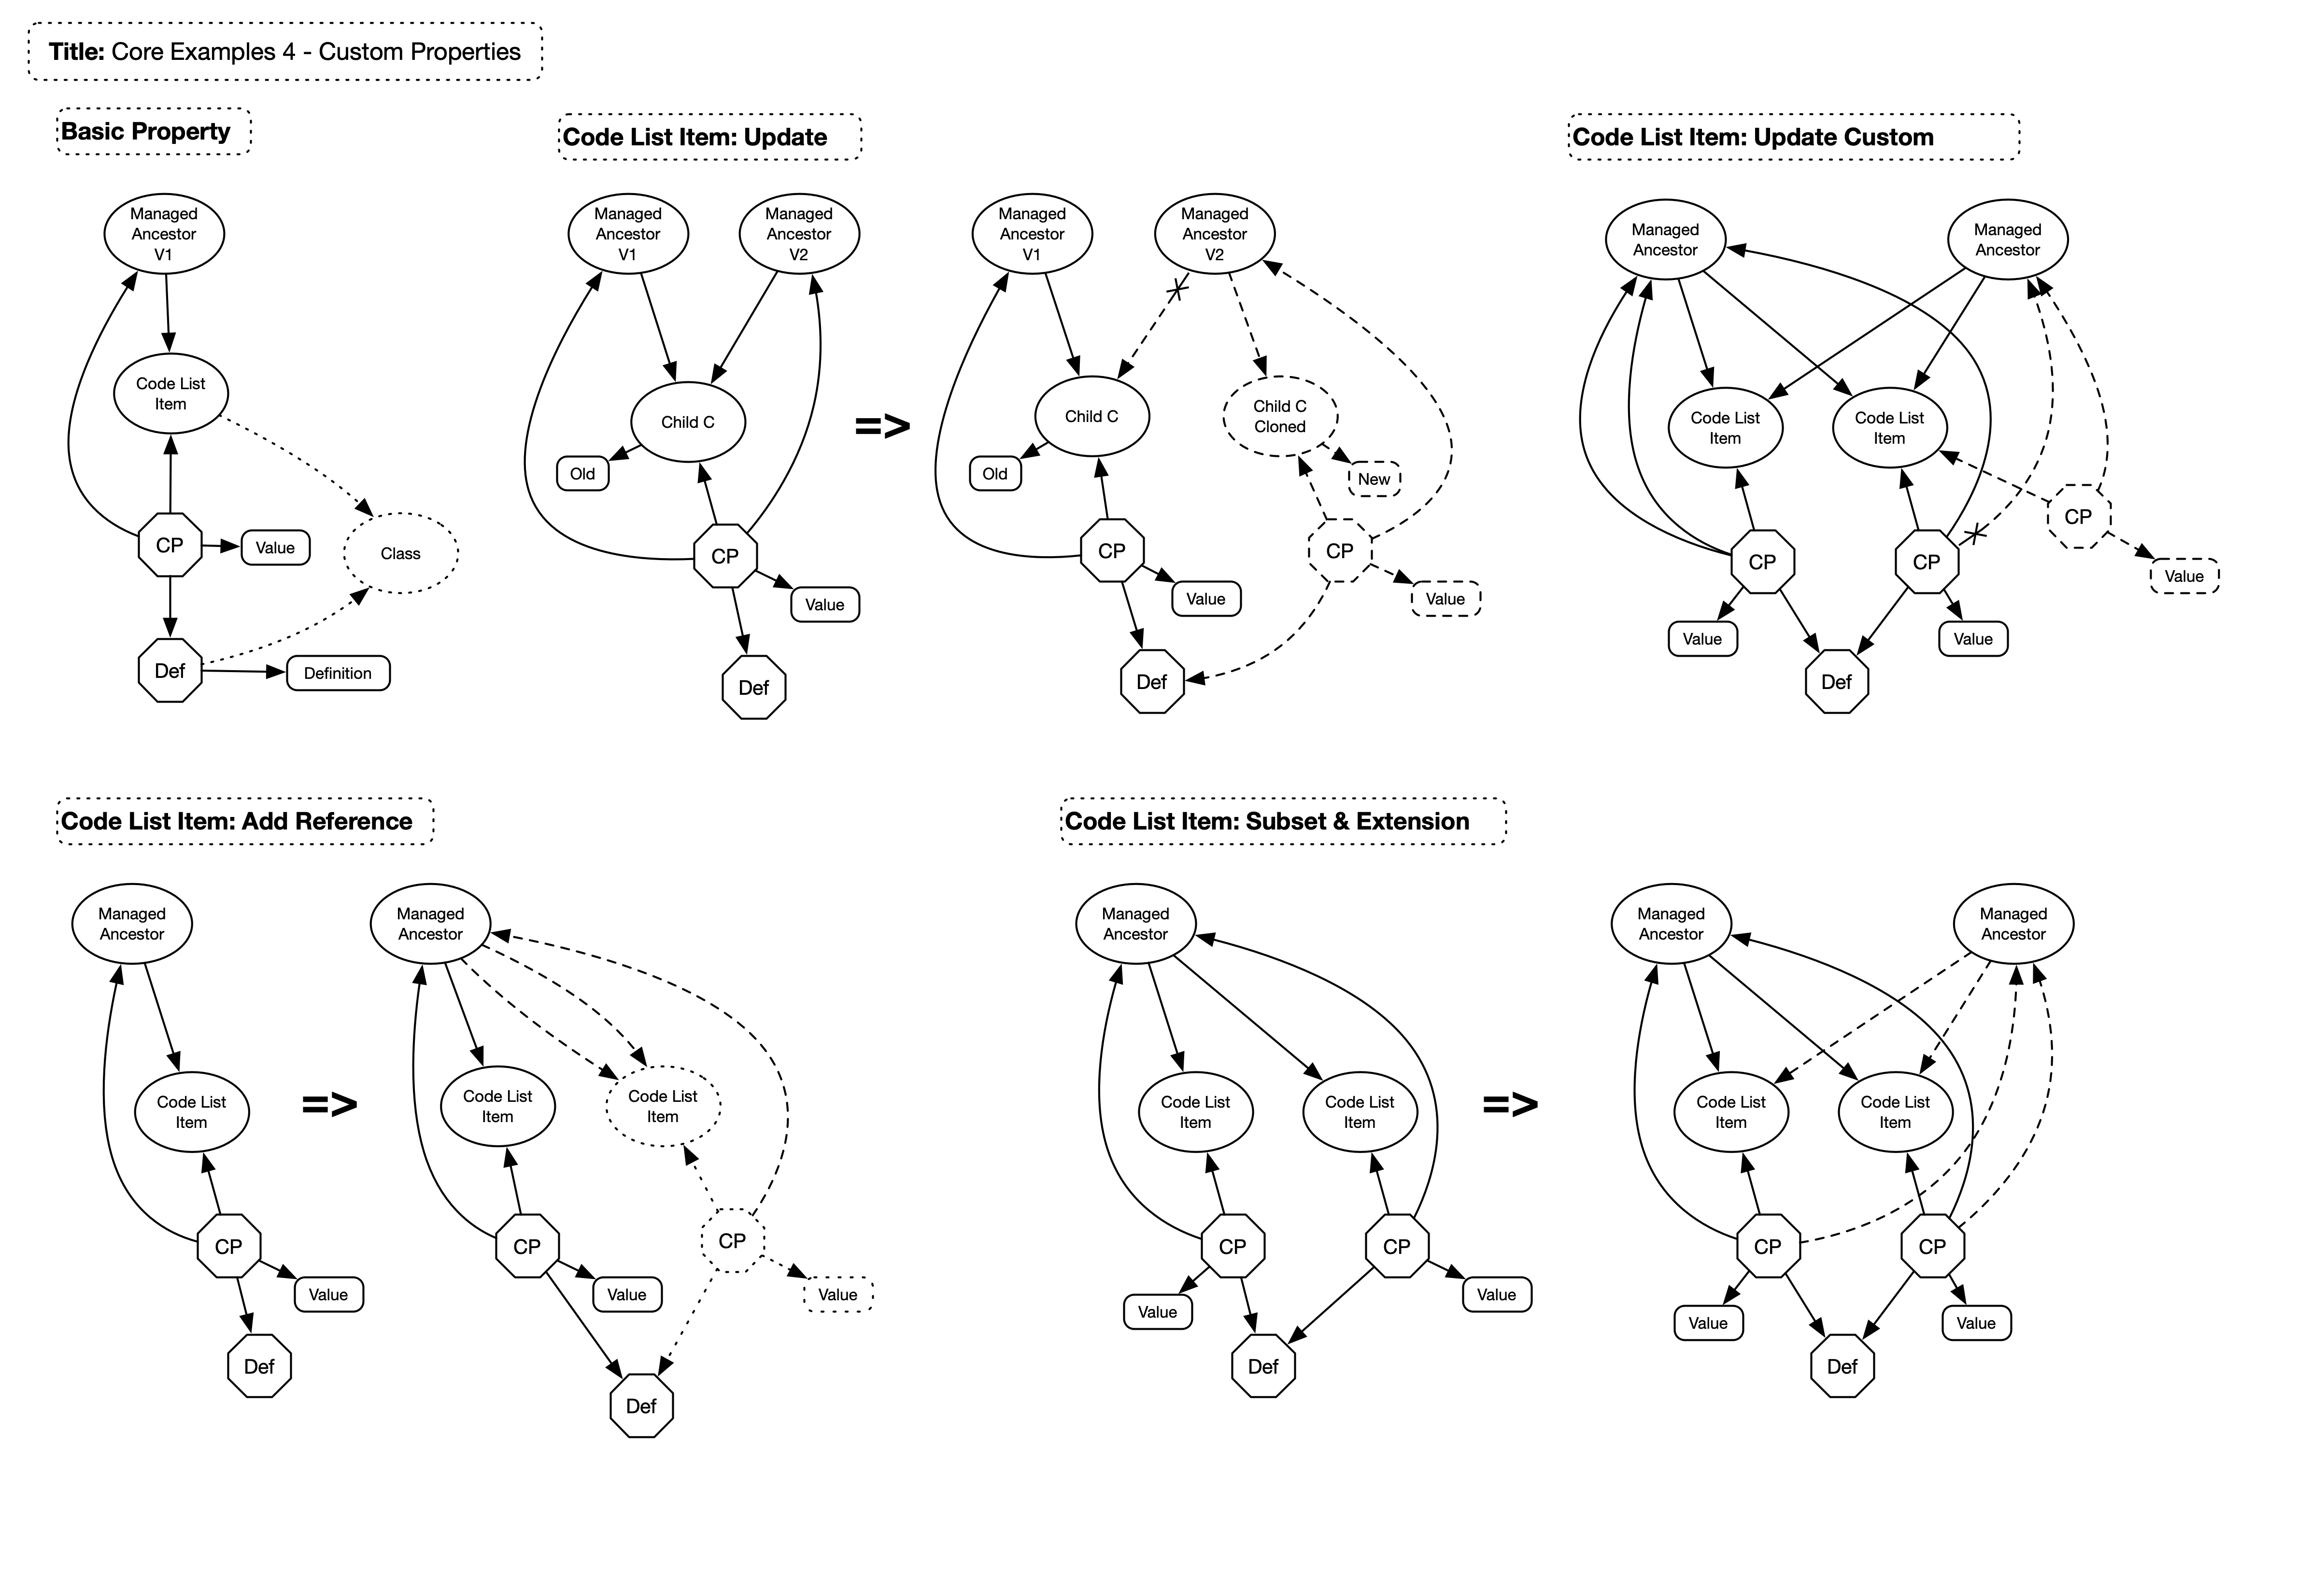 Title: Core Examples 4 - Custom Properties
Basic Property
Managed
Ancestor
V1
Code List
Item
CP
Value
Class
Def
Definition
Code List Item: Update
Managed
Ancestor
V1
Managed
Ancestor
V2
Child C
Old
CP
Value
Def
=>
Managed
Ancestor
V1
Managed
Ancestor
V2
Child C
Child C
Cloned
Old
New
CP
CP
Value
Value
Def
Code List Item: Update Custom
Managed
Ancestor
Managed
Ancestor
Code List
Item
Code List
Item
CP
CP
CP
Value
Value
Value
Def
Code List Item: Add Reference
Managed
Ancestor
Code List
Item
CP
Value
Def
=>
Managed
Ancestor
Code List
Item
Code List
Item
CP
CP
Value
Value
Def
Code List Item: Subset & Extension
Managed
Ancestor
Code List
Item
Code List
Item
CP
CP
Value
Value
Def
=>
Managed
Ancestor
Managed
Ancestor
Code List
Item
Code List
Item
CP
CP
Value
Value
Def